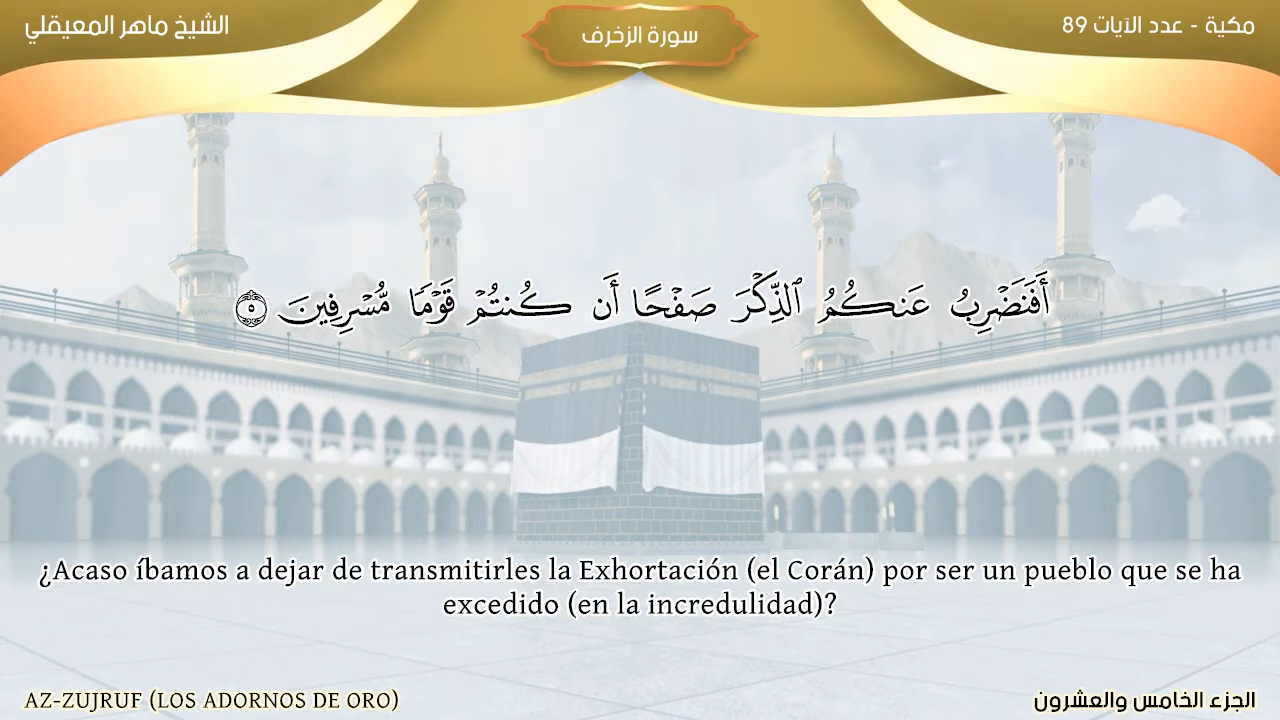 مكية - عدد الآيات 89
سورة الزخرف
الشيخ ماهر المعيقلي
أَفَنَضْرِبُ عَنكُمُ ٱلذِّكْرَ صَفْحًا أَن كُنتُمْ قَوْمًا مُّسْرِفِينَ ٥
¿Acaso íbamos a dejar de transmitirles la Exhortación (el Corán) por ser un pueblo que se ha
excedido (en la incredulidad)?
AZ-ZUJRUF (LOS ADORNOS DE ORO)
الجزء الخامس والعشرون